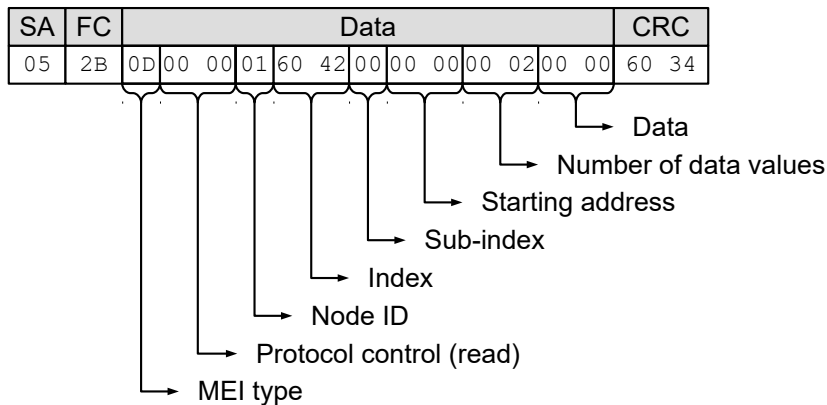 SA FC Data CRC
05 2B 0D 00 00 01 60 42 00 00 00 00 02 00 00 60 34
Data
Number of data values
Starting address
Sub-index
Index
Node ID
Protocol control (read)
MEI type